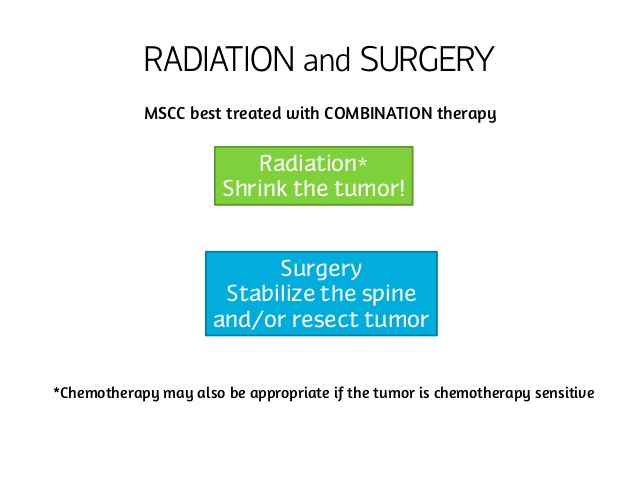 RADIATION and SURGERY
MSCC best treated with COMBINATION therapy
Radiation*
Shrink the tumor!
Surgery
Stabilize the spine
and/or resect tumor
*Chemotherapy may also be appropriate if the tumor is chemotherapy sensitive